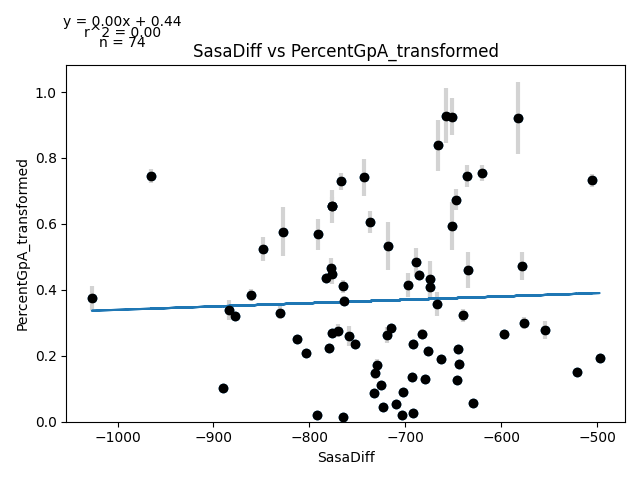 y = 0.00x + 0.44
r^2 = 0.00
n = 74
SasaDiff vs PercentGpA_transformed
1.0
0.8
0.6
0.4
0.2
0.0
PercentGpA_transformed
−1000
−900
−800
−700
−600
−500
SasaDiff